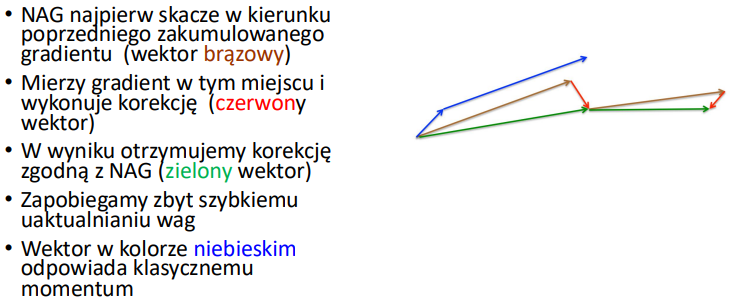 • NAG najpierw skacze w kierunku
poprzedniego zakumulowanego
gradientu (wektor brązowy)
• Mierzy gradient w tym miejscu i
wykonuje korekcję (czerwony
wektor)
• W wyniku otrzymujemy korekcję
zgodną z NAG (zielony wektor)
• Zapobiegamy zbyt szybkiemu
uaktualnianiu wag
• Wektor w kolorze niebieskim
odpowiada klasycznemu
momentum